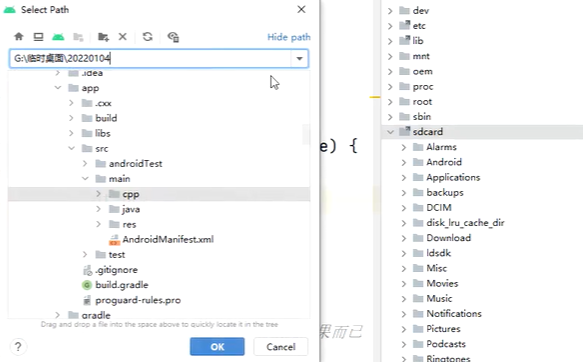 Select Path
Hide path
G:\临时桌面\20220104
.idea
app
.cxx
build
libs
src
androidTest
main
cpp
java
res
AndroidManifest.xml
test
.gitignore
build.gradle
proguard-rules.pro
gradle
Drag and drop a file into the space above to quickly locate it in the tree
?
OK
Cancel
e) {
果而已
dev
etc
lib
mnt
oem
proc
root
sbin
sdcard
Alarms
Android
Applications
backups
DCIM
disk_lru_cache_dir
Download
ldsdk
Misc
Movies
Music
Notifications
Pictures
Podcasts
Ringtones